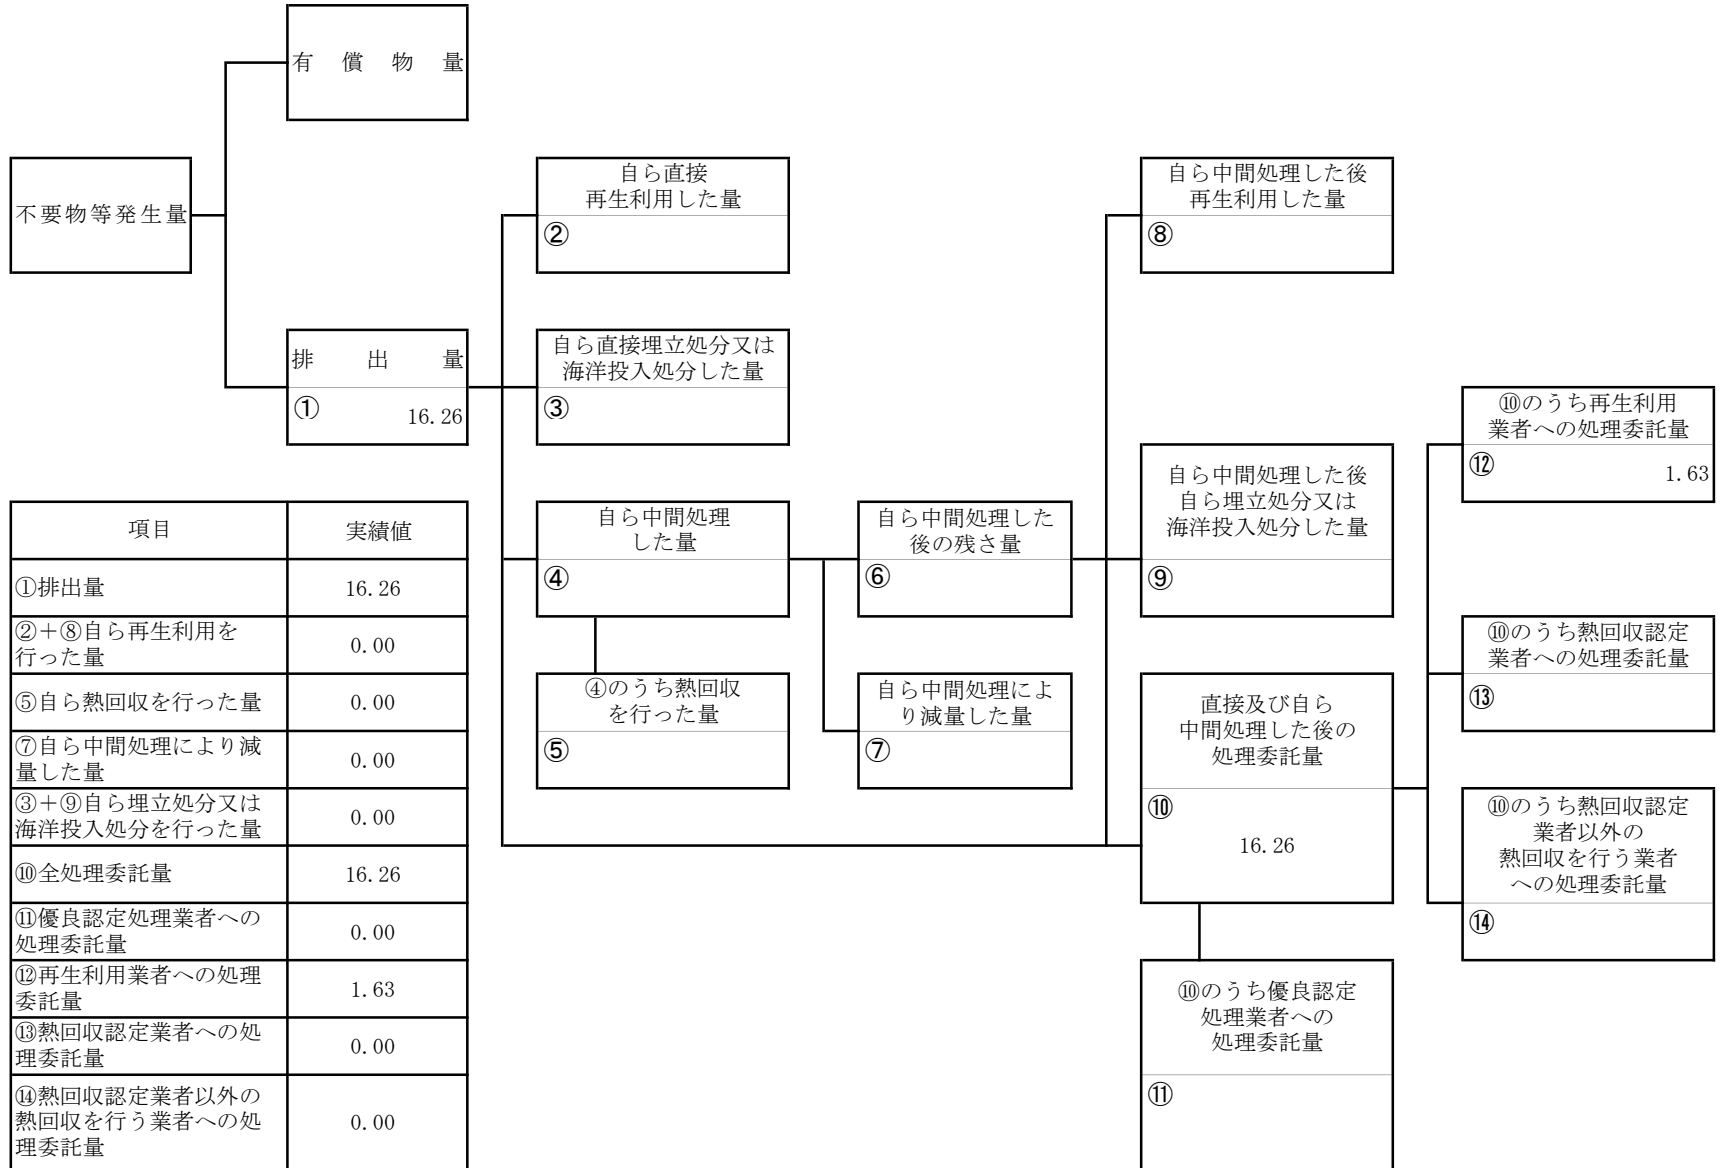 有償物量
不要物等発生量
排出量
①
16.26
自ら直接
再生利用した量
②
自ら直接埋立処分又は
海洋投入処分した量
③
自ら中間処理
した量
④
④のうち熱回収
を行った量
⑤
自ら中間処理した
後の残さ量
⑥
自ら中間処理によ
り減量した量
⑦
自ら中間処理した後
再生利用した量
⑧
自ら中間処理した後
自ら埋立処分又は
海洋投入処分した量
⑨
直接及び自ら
中間処理した後の
処理委託量
⑩
16.26
⑩のうち優良認定
処理業者への
処理委託量
⑪
⑩のうち再生利用
業者への処理委託量
⑫
1.63
⑩のうち熱回収認定
業者への処理委託量
⑬
⑩のうち熱回収認定
業者以外の
熱回収を行う業者
への処理委託量
⑭
項目 実績値
①排出量 16.26
②＋⑧自ら再生利用を
行った量 0.00
⑤自ら熱回収を行った量 0.00
⑦自ら中間処理により減
量した量 0.00
③＋⑨自ら埋立処分又は
海洋投入処分を行った量 0.00
⑩全処理委託量 16.26
⑪優良認定処理業者への
処理委託量 0.00
⑫再生利用業者への処理
委託量 1.63
⑬熱回収認定業者への処
理委託量 0.00
⑭熱回収認定業者以外の
熱回収を行う業者への処
理委託量 0.00